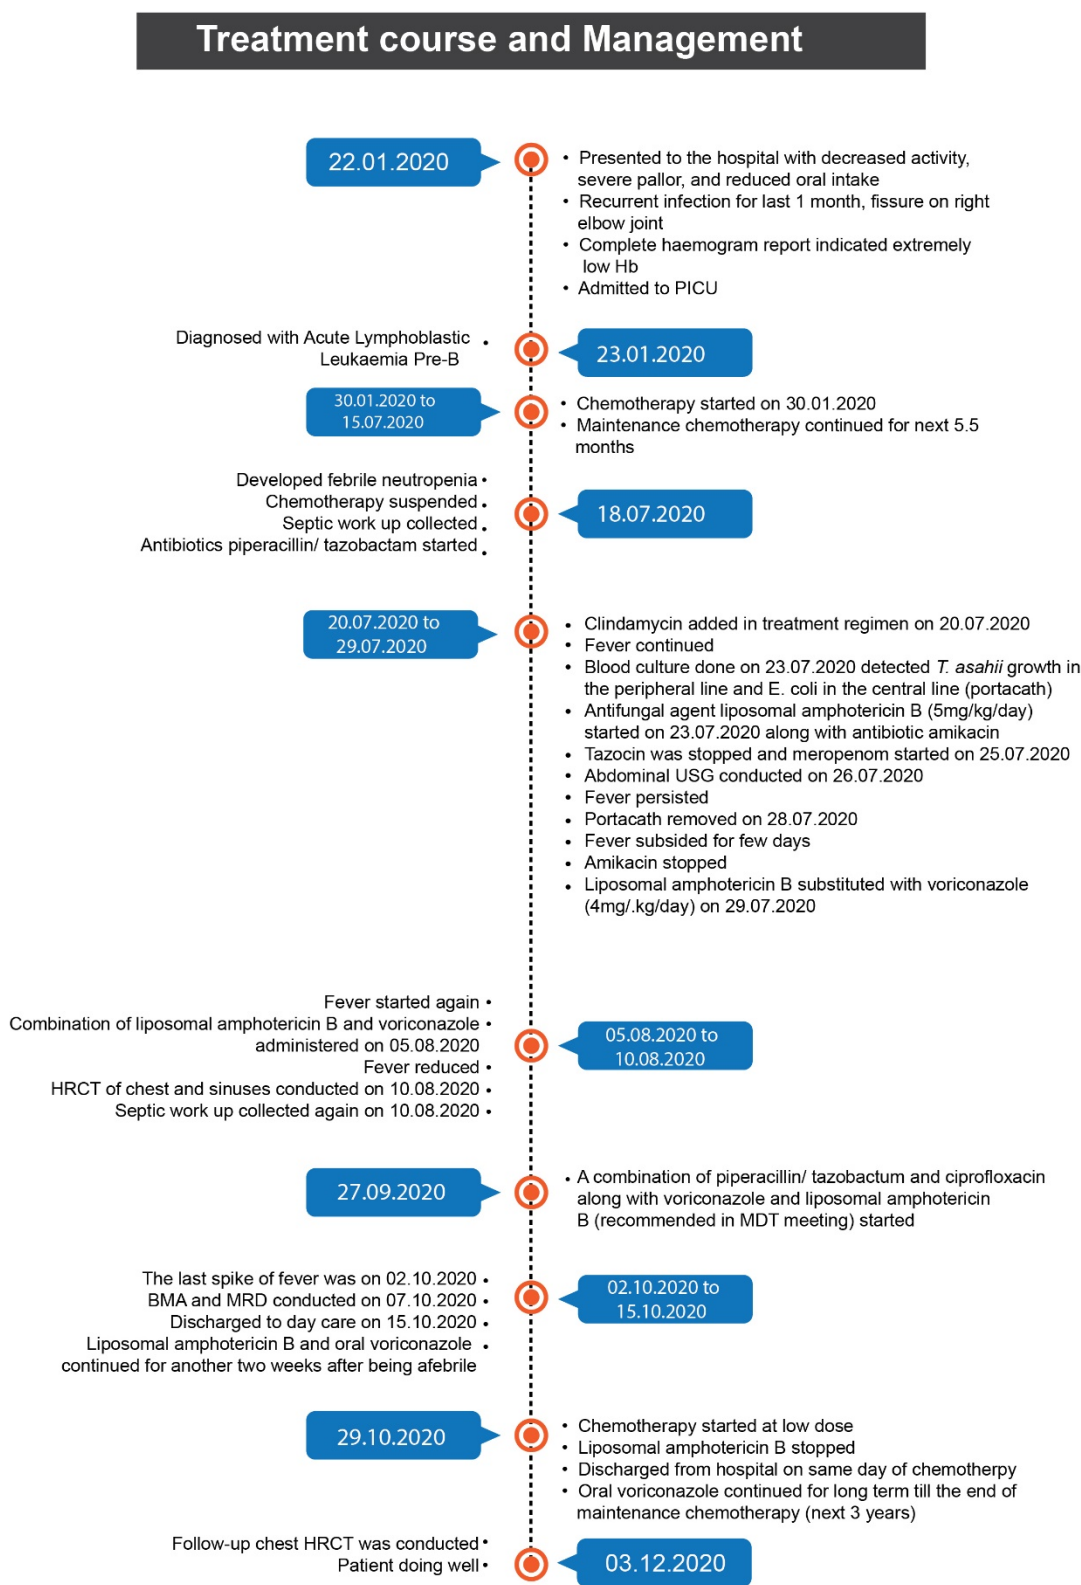 Treatment course and Management
22.01.2020
• Presented to the hospital with decreased activity,
severe pallor, and reduced oral intake
• Recurrent infection for last 1 month, fissure on right
elbow joint
• Complete haemogram report indicated extremely
low Hb
• Admitted to PICU
Diagnosed with Acute Lymphoblastic •
Leukaemia Pre-B
23.01.2020
30.01.2020 to
15.07.2020
• Chemotherapy started on 30.01.2020
• Maintenance chemotherapy continued for next 5.5
months
Developed febrile neutropenia •
Chemotherapy suspended •
Septic work up collected •
Antibiotics piperacillin/ tazobactam started •
18.07.2020
20.07.2020 to
29.07.2020
• Clindamycin added in treatment regimen on 20.07.2020
• Fever continued
• Blood culture done on 23.07.2020 detected T. asahii growth in
the peripheral line and E. coli in the central line (portacath)
• Antifungal agent liposomal amphotericin B (5mg/kg/day)
started on 23.07.2020 along with antibiotic amikacin
• Tazocin was stopped and meropenom started on 25.07.2020
• Abdominal USG conducted on 26.07.2020
• Fever persisted
• Portacath removed on 28.07.2020
• Fever subsided for few days
• Amikacin stopped
• Liposomal amphotericin B substituted with voriconazole
(4mg/.kg/day) on 29.07.2020
Fever started again •
Combination of liposomal amphotericin B and voriconazole •
administered on 05.08.2020
Fever reduced •
HRCT of chest and sinuses conducted on 10.08.2020 •
Septic work up collected again on 10.08.2020 •
05.08.2020 to
10.08.2020
27.09.2020
• A combination of piperacillin/ tazobactum and ciprofloxacin
along with voriconazole and liposomal amphotericin
B (recommended in MDT meeting) started
The last spike of fever was on 02.10.2020 •
BMA and MRD conducted on 07.10.2020 •
Discharged to day care on 15.10.2020 •
Liposomal amphotericin B and oral voriconazole •
continued for another two weeks after being afebrile
02.10.2020 to
15.10.2020
29.10.2020
• Chemotherapy started at low dose
• Liposomal amphotericin B stopped
• Discharged from hospital on same day of chemotherpy
• Oral voriconazole continued for long term till the end of
maintenance chemotherapy (next 3 years)
Follow-up chest HRCT was conducted •
Patient doing well •
03.12.2020